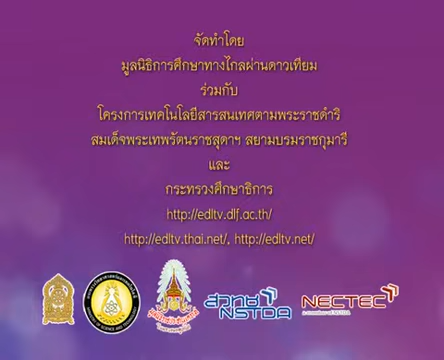 จัดทำโดย
มูลนิธิการศึกษาทางไกลผ่านดาวเทียม
ร่วมกับ
โครงการเทคโนโลยีสารสนเทศตามพระราชดำริ
สมเด็จพระเทพรัตนราชสุดาฯ สยามบรมราชกุมารี
และ
กระทรวงศึกษาธิการ
http://edltv.dlf.ac.th/
http://edltv.thai.net/, http://edltv.net/
สวทช
NSTDA
NECTEC